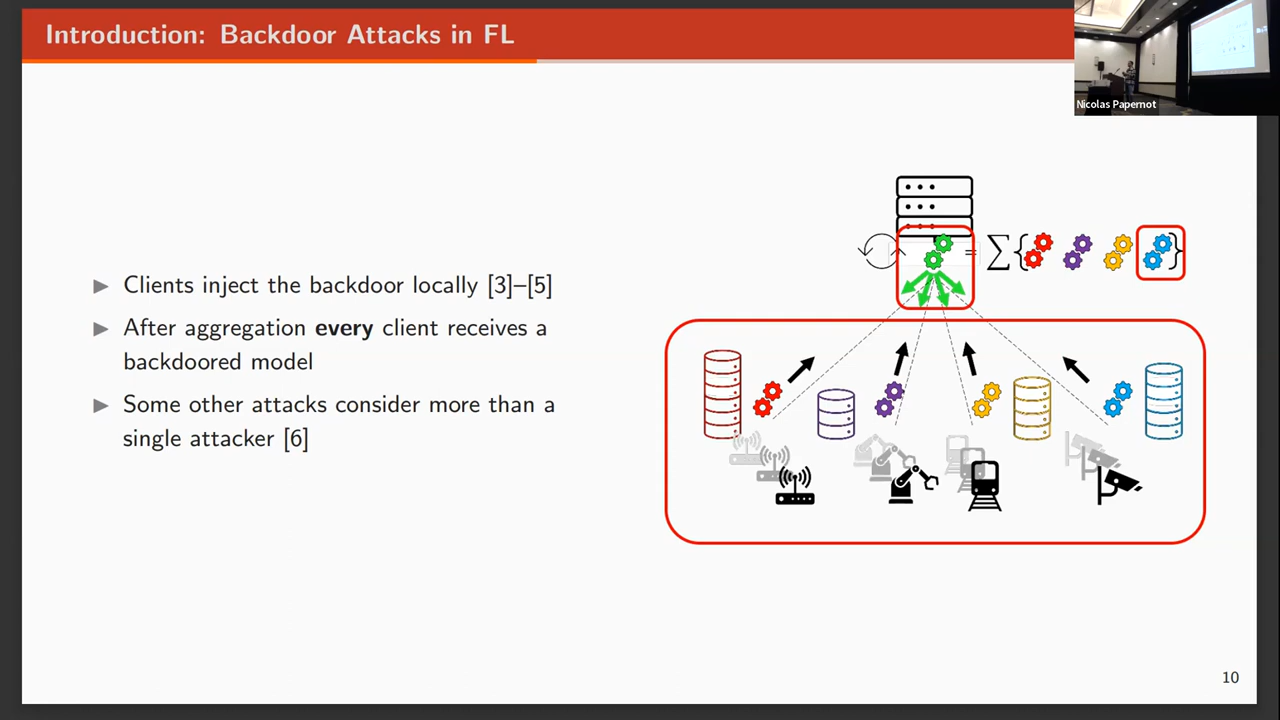 Introduction: Backdoor Attacks in FL
Nicolas Papernot
= ∑{ }
▶ Clients inject the backdoor locally [3]–[5]
▶ After aggregation every client receives a
backdoored model
▶ Some other attacks consider more than a
single attacker [6]
10